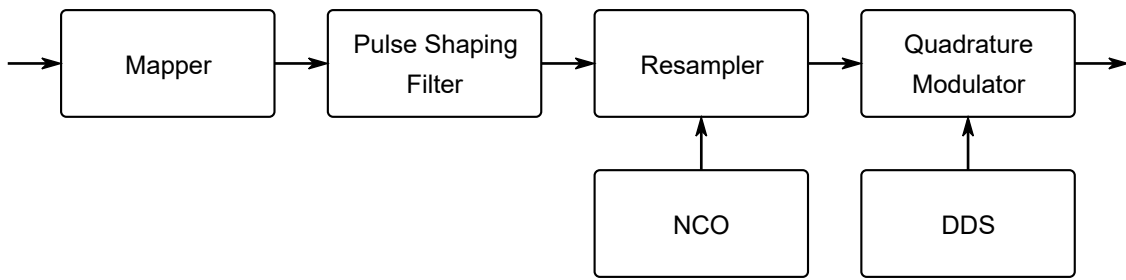 Mapper
Pulse Shaping
Filter
Resampler
Quadrature
Modulator
NCO
DDS